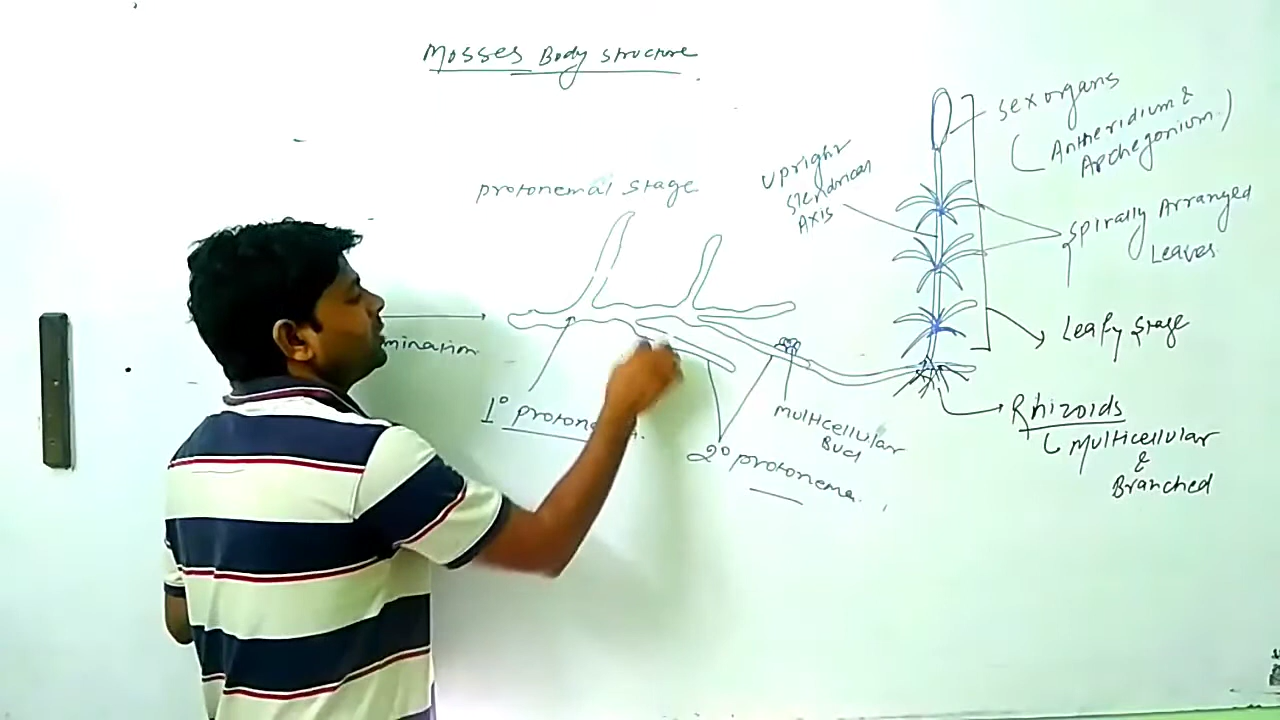 Mosses Body structure
protonemal stage
mination
1° protone
2° protonema.
multicellular
Bud
upright
slendrical
Axis
sex organs
(Antheridium &
Archegonium.)
spirally Arranged
Leaves
Leafy stage
Rhizoids
Multicellular
&
Branched